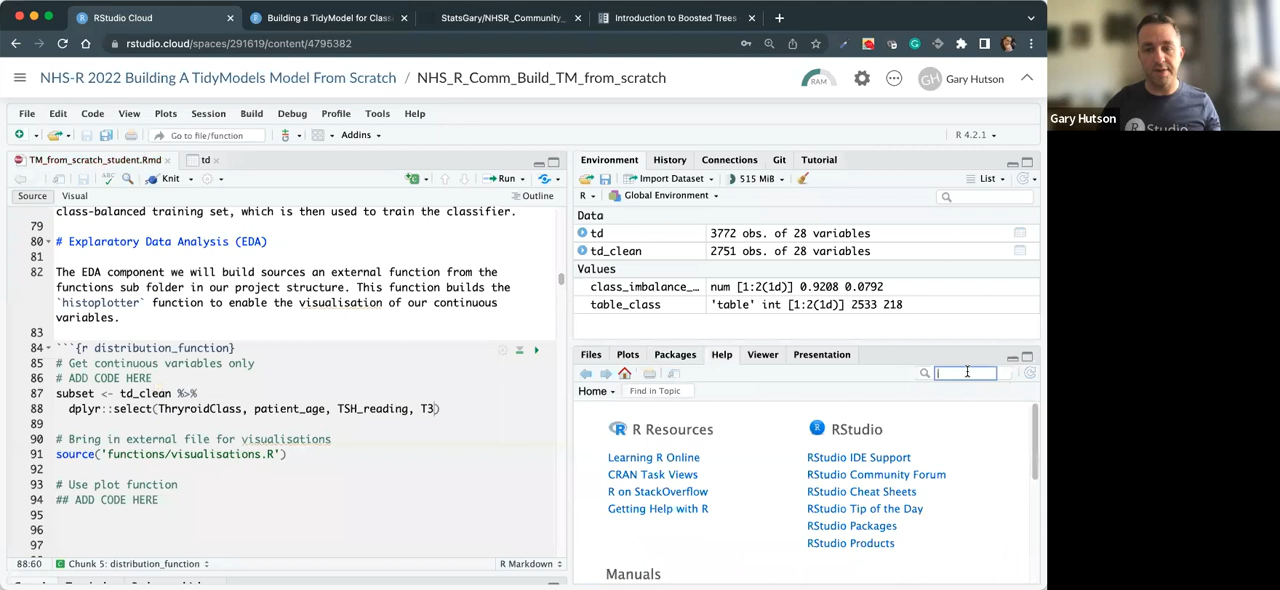 RStudio Cloud
Building a TidyModel for Class
StatsGary/NHSR_Community_
Introduction to Boosted Trees
rstudio.cloud/spaces/291619/content/4795382
NHS-R 2022 Building A TidyModels Model From Scratch / NHS_R_Comm_Build_TM_from_scratch
RAM
GH Gary Hutson
File Edit Code View Plots Session Build Debug Profile Tools Help
Go to file/function
Addins
R 4.2.1
TM_from_scratch_student.Rmd
td
Knit
Run
Source Visual
Outline
class-balanced training set, which is then used to train the classifier.
79
80 # Explaratory Data Analysis (EDA)
81
82 The EDA component we will build sources an external function from the
functions sub folder in our project structure. This function builds the
`histoplotter` function to enable the visualisation of our continuous
variables.
83
84 ```{r distribution_function}
85 # Get continuous variables only
86 # ADD CODE HERE
87 subset <- td_clean %>%
88 dplyr::select(ThryroidClass, patient_age, TSH_reading, T3)
89
90 # Bring in external file for visualisations
91 source('functions/visualisations.R')
92
93 # Use plot function
94 ## ADD CODE HERE
95
96
97
88:60 Chunk 5: distribution_function R Markdown
Environment History Connections Git Tutorial
Import Dataset 515 MiB List
R Global Environment
Data
td 3772 obs. of 28 variables
td_clean 2751 obs. of 28 variables
Values
class_imbalance_… num [1:2(1d)] 0.9208 0.0792
table_class 'table' int [1:2(1d)] 2533 218
Files Plots Packages Help Viewer Presentation
Home Find in Topic
R Resources
Learning R Online
CRAN Task Views
R on StackOverflow
Getting Help with R
RStudio
RStudio IDE Support
RStudio Community Forum
RStudio Cheat Sheets
RStudio Tip of the Day
RStudio Packages
RStudio Products
Manuals
Gary Hutson
R Studio